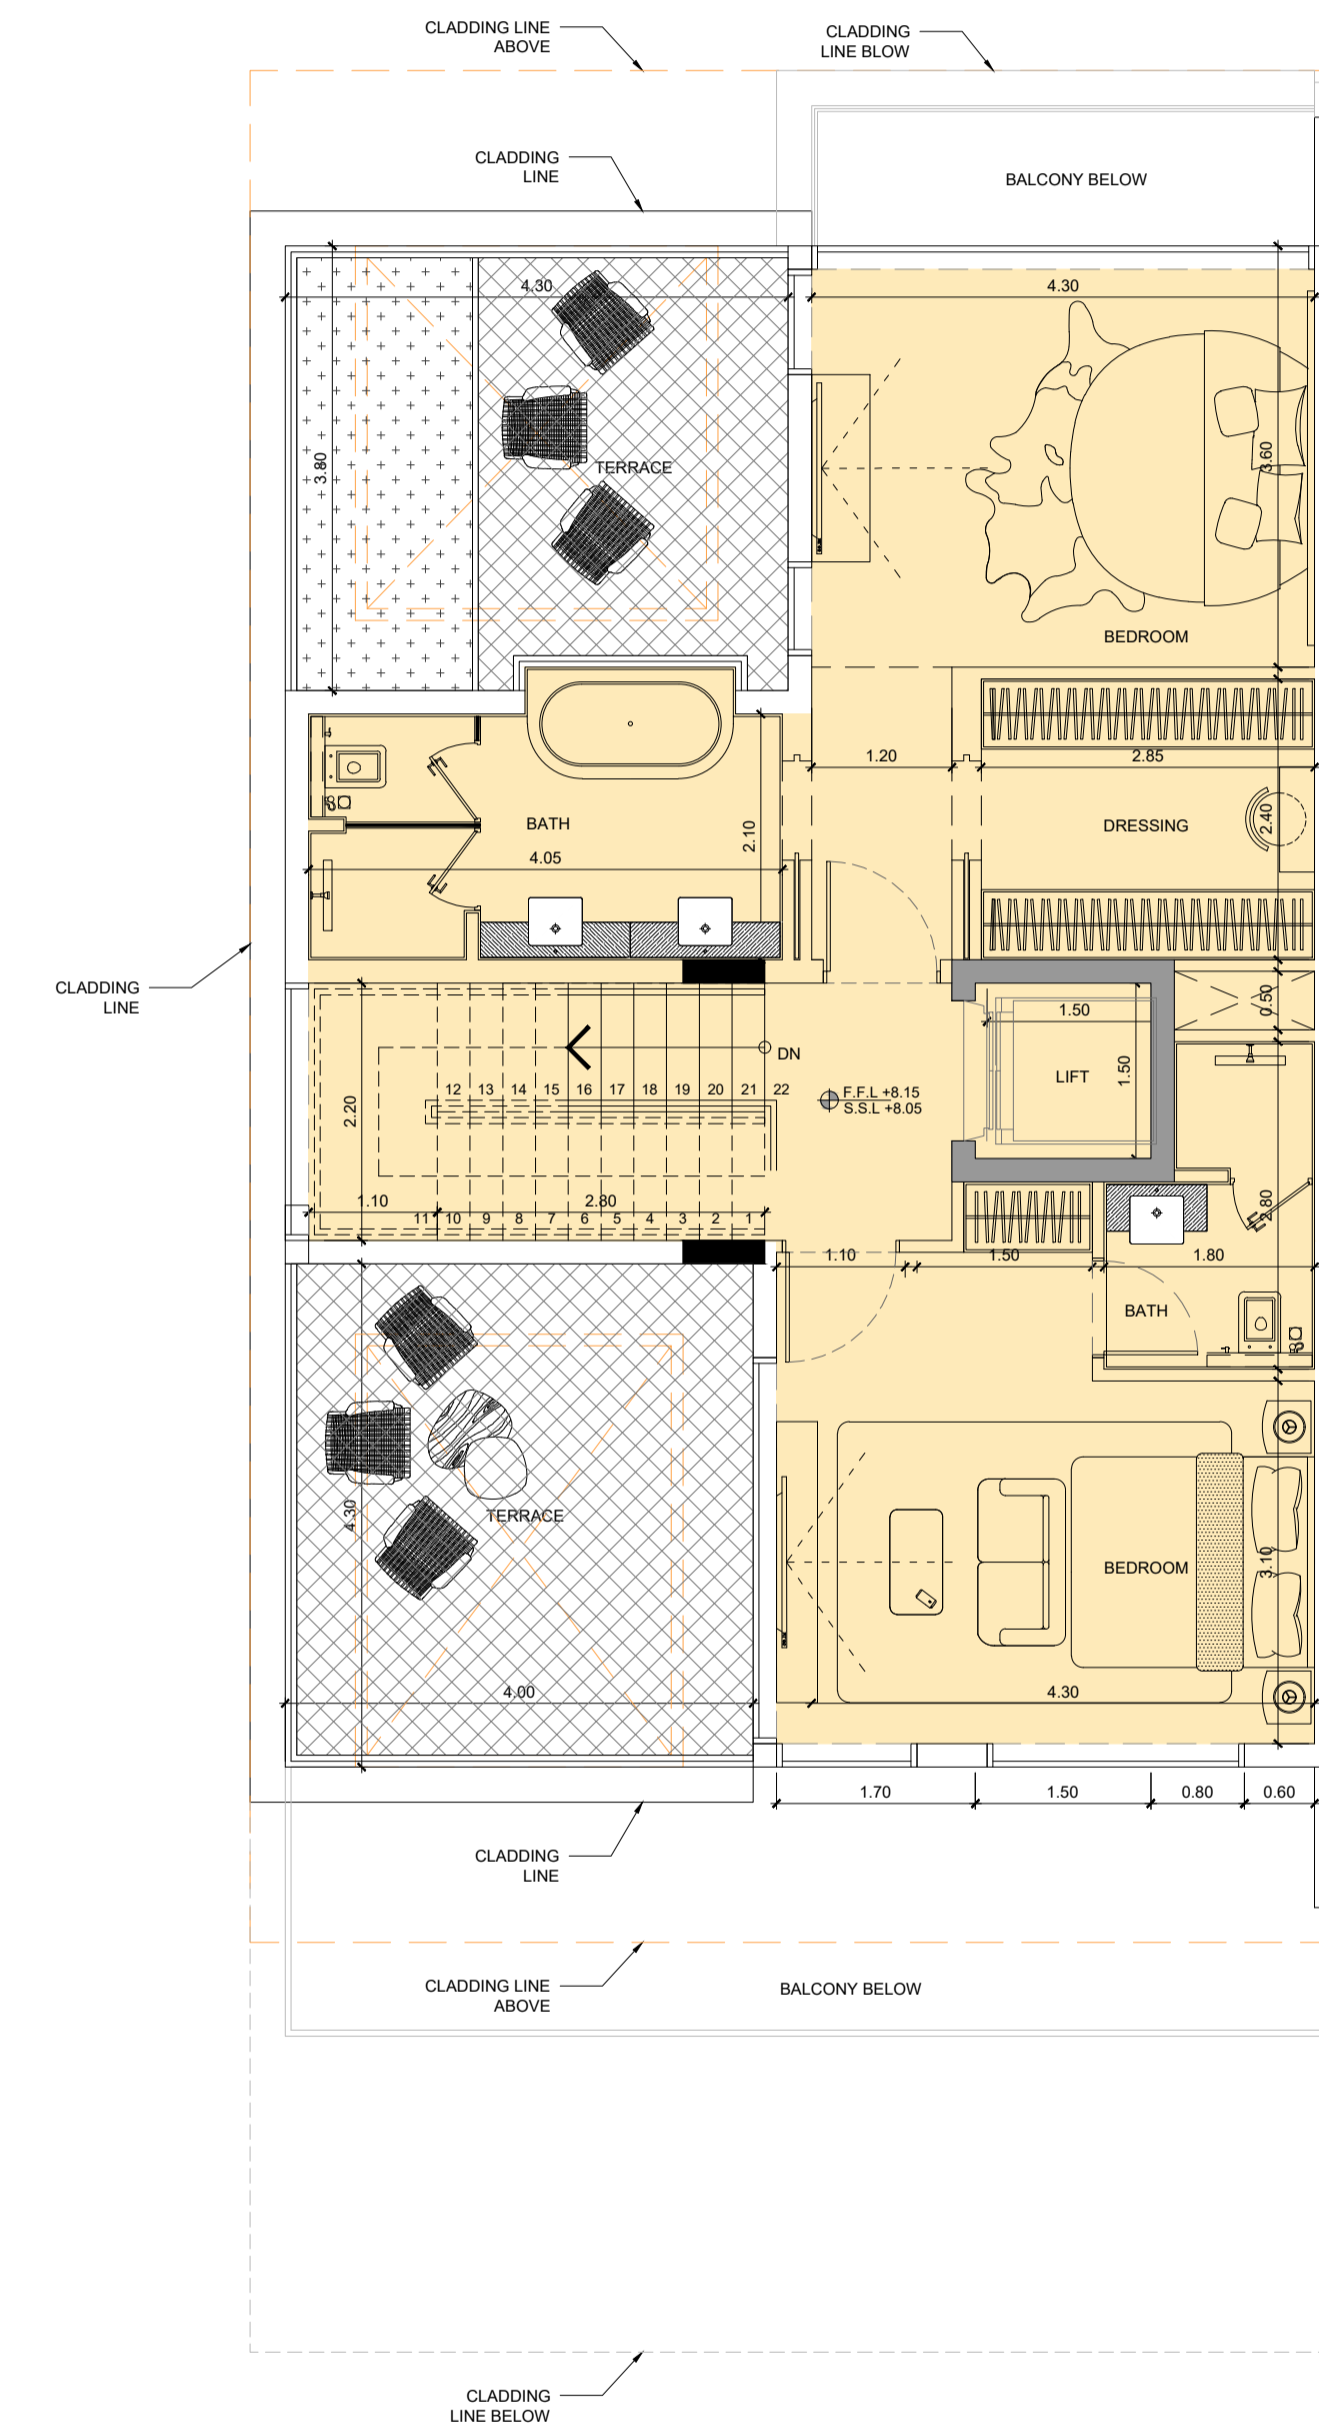 CLADDING LINE
ABOVE
CLADDING
LINE BLOW
CLADDING
LINE
BALCONY BELOW
4.30
4.30
3.80
TERRACE
3.60
BEDROOM
1.20
2.85
BATH
2.10
DRESSING
2.40
4.05
CLADDING
LINE
0.50
1.50
DN
LIFT
1.50
12 13 14 15 16 17 18 19 20 21 22
F.F.L +8.15
S.S.L +8.05
2.20
1.10
2.80
2.80
11 10 9 8 7 6 5 4 3 2 1
1.10
1.50
1.80
BATH
4.30
TERRACE
BEDROOM
3.10
4.00
4.30
1.70
1.50
0.80
0.60
CLADDING
LINE
CLADDING LINE
ABOVE
BALCONY BELOW
CLADDING
LINE BELOW